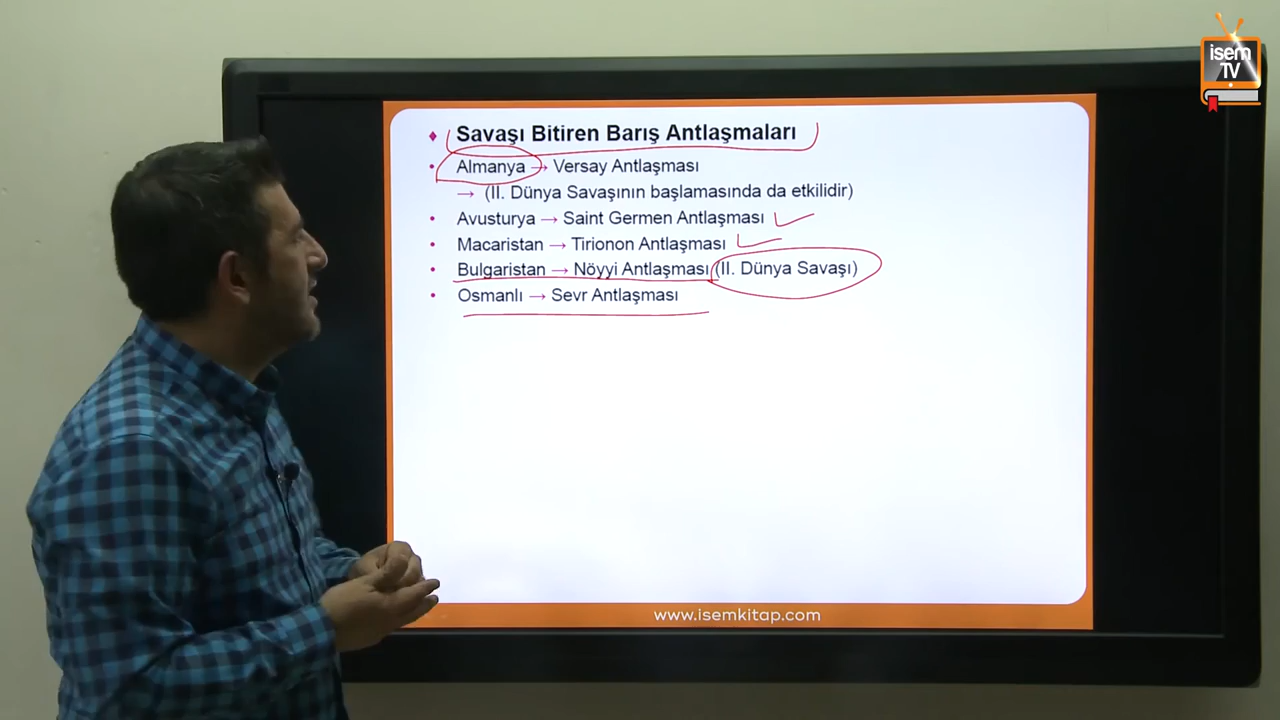 isem
TV
Savaşı Bitiren Barış Antlaşmaları
Almanya → Versay Antlaşması
→ (II. Dünya Savaşının başlamasında da etkilidir)
Avusturya → Saint Germen Antlaşması
Macaristan → Tirionon Antlaşması
Bulgaristan → Nöyyi Antlaşması (II. Dünya Savaşı)
Osmanlı → Sevr Antlaşması
www.isemkitap.com